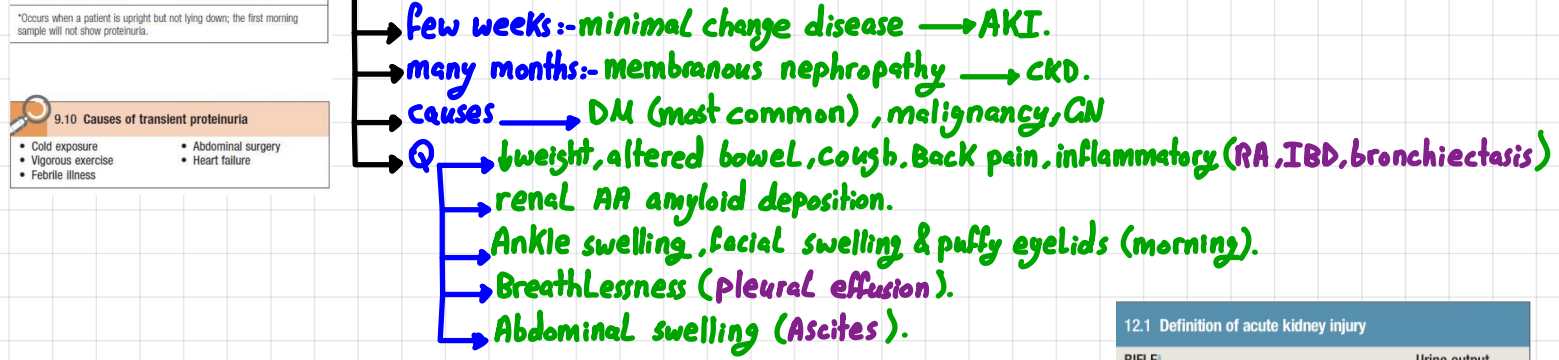 *Occurs when a patient is upright but not lying down; the first morning
sample will not show proteinuria.
9.10 Causes of transient proteinuria
• Cold exposure
• Vigorous exercise
• Febrile illness
• Abdominal surgery
• Heart failure
few weeks:- minimal change disease → AKI.
many months:- membranous nephropathy → CKD.
causes → DM (most common), malignancy, GN
Q → ↓weight, altered bowel, cough. Back pain, inflammatory (RA, IBD, bronchiectasis)
renal AA amyloid deposition.
Ankle swelling, facial swelling & puffy eyelids (morning).
Breathlessness (pleural effusion).
Abdominal swelling (Ascites).
12.1 Definition of acute kidney injury
RIFLE
Urine output